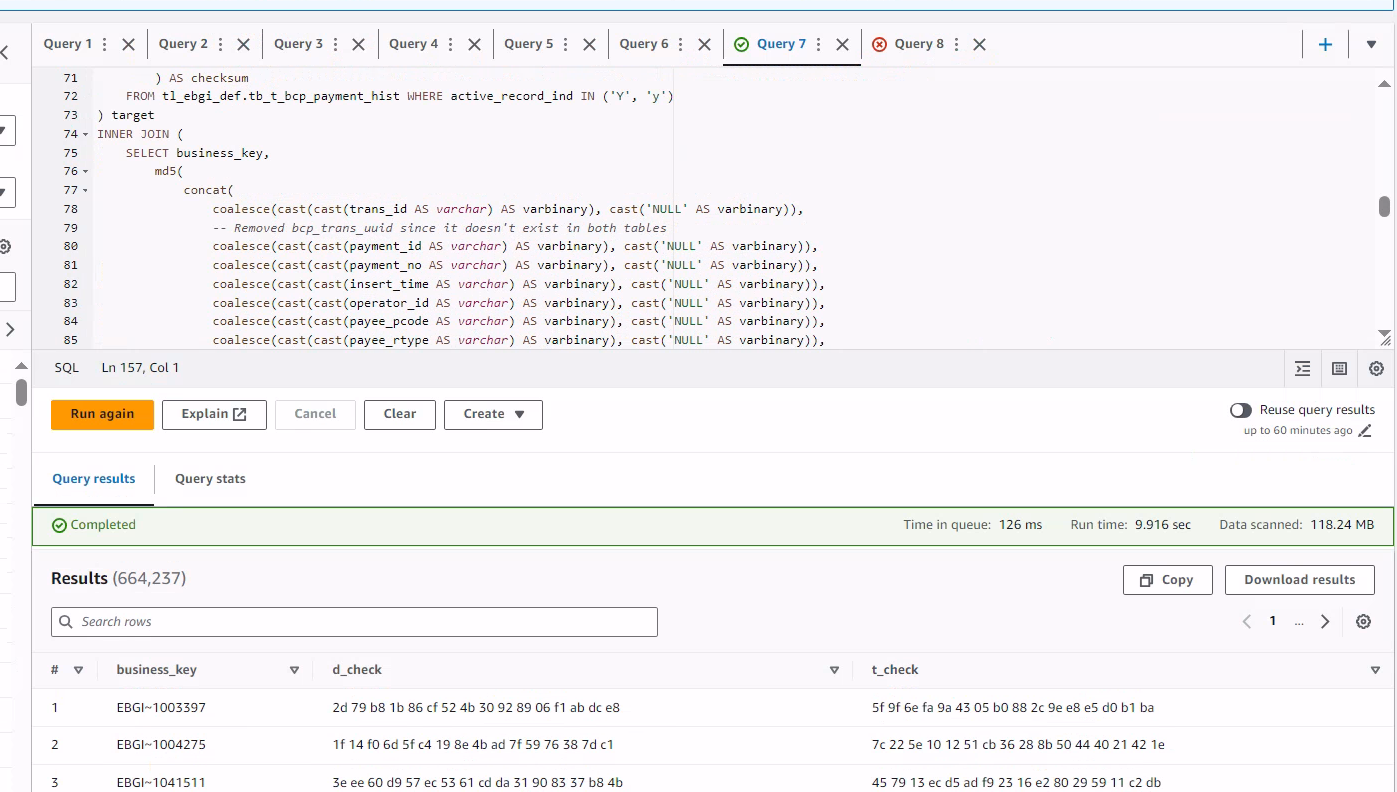 Query 1 Query 2 Query 3 Query 4 Query 5 Query 6 Query 7 Query 8
71 ) AS checksum
72 FROM tl_ebgi_def.tb_t_bcp_payment_hist WHERE active_record_ind IN ('Y', 'y')
73 ) target
74 INNER JOIN (
75 SELECT business_key,
76 md5(
77 concat(
78 coalesce(cast(cast(trans_id AS varchar) AS varbinary), cast('NULL' AS varbinary)),
79 -- Removed bcp_trans_uuid since it doesn't exist in both tables
80 coalesce(cast(cast(payment_id AS varchar) AS varbinary), cast('NULL' AS varbinary)),
81 coalesce(cast(cast(payment_no AS varchar) AS varbinary), cast('NULL' AS varbinary)),
82 coalesce(cast(cast(insert_time AS varchar) AS varbinary), cast('NULL' AS varbinary)),
83 coalesce(cast(cast(operator_id AS varchar) AS varbinary), cast('NULL' AS varbinary)),
84 coalesce(cast(cast(payee_pcode AS varchar) AS varbinary), cast('NULL' AS varbinary)),
85 coalesce(cast(cast(payee_rtype AS varchar) AS varbinary), cast('NULL' AS varbinary)),
SQL Ln 157, Col 1
Run again Explain Cancel Clear Create Reuse query results
up to 60 minutes ago
Query results Query stats
Completed Time in queue: 126 ms Run time: 9.916 sec Data scanned: 118.24 MB
Results (664,237) Copy Download results
Search rows 1 ...
# business_key d_check t_check
1 EBGI~1003397 2d 79 b8 1b 86 cf 52 4b 30 92 89 06 f1 ab dc e8 5f 9f 6e fa 9a 43 05 b0 88 2c 9e e8 e5 d0 b1 ba
2 EBGI~1004275 1f 14 f0 6d 5f c4 19 8e 4b ad 7f 59 76 38 7d c1 7c 22 5e 10 12 51 cb 36 28 8b 50 44 40 21 42 1e
3 EBGI~1041511 3e ee 60 d9 57 ec 53 61 cd da 31 90 83 37 b8 4b 45 79 13 ec d5 ad f9 23 16 e2 80 29 59 11 c2 db